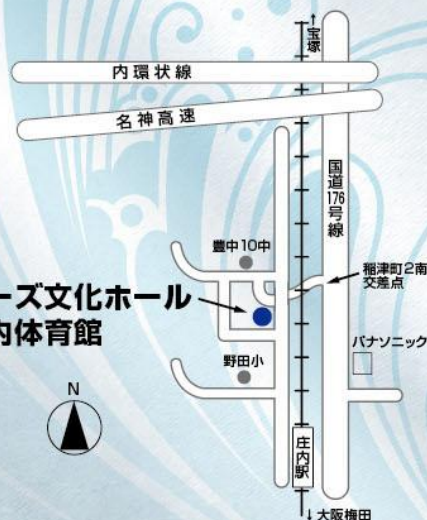 ↑宝塚
内環状線
名神高速
国道176号線
豊中10中
稲津町2南
交差点
ーズ文化ホール
内体育館
パナソニック
野田小
N
庄内駅
↓大阪梅田